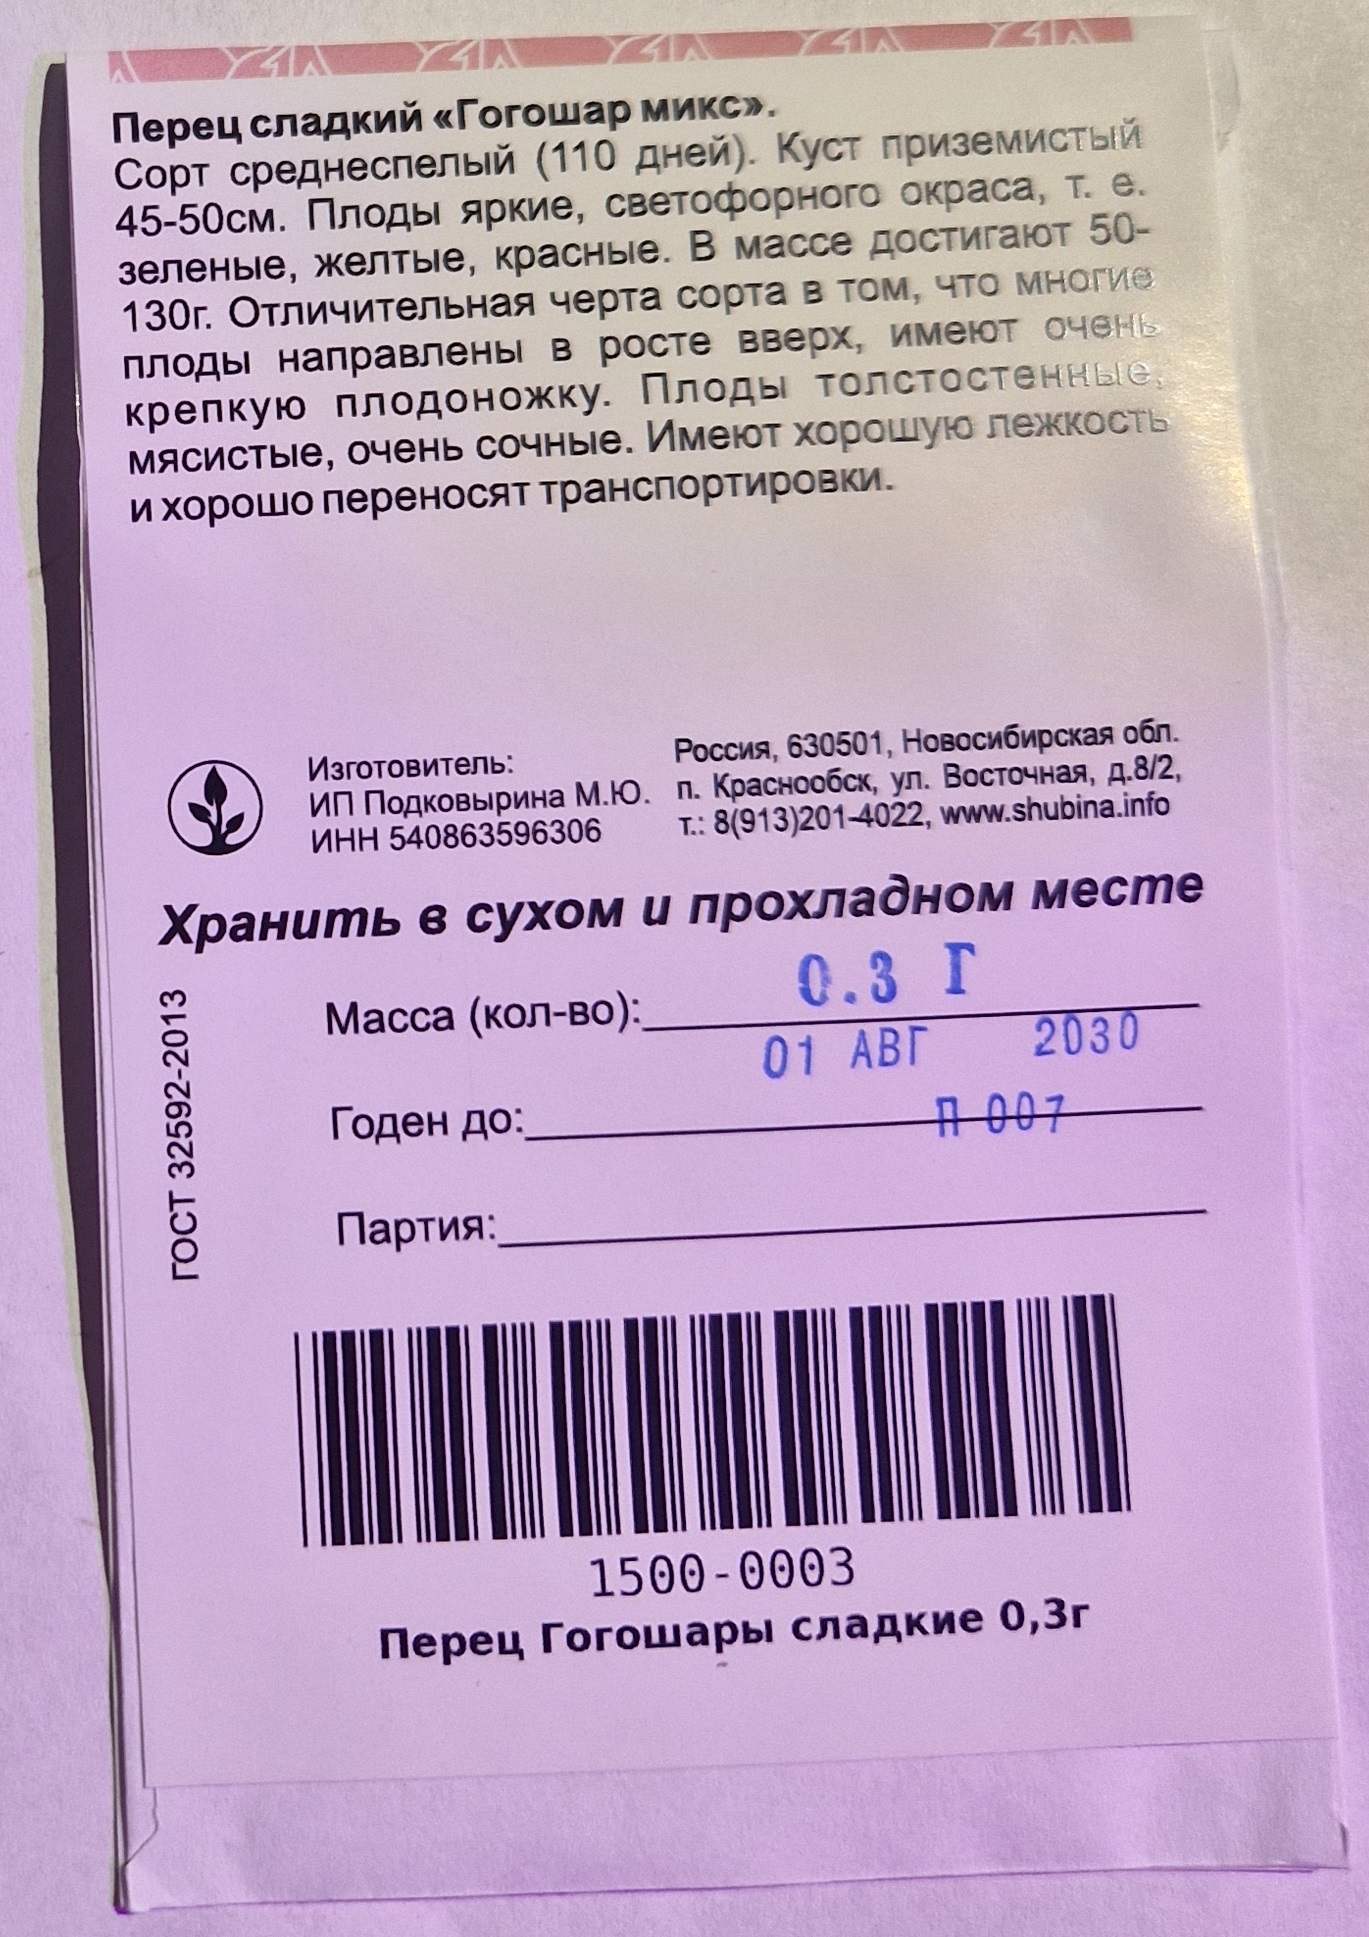 Перец сладкий «Гогошар микс».
Сорт среднеспелый (110 дней). Куст приземистый
45-50см. Плоды яркие, светофорного окраса, т. е.
зеленые, желтые, красные. В массе достигают 50-
130г. Отличительная черта сорта в том, что многие
плоды направлены в росте вверх, имеют очень
крепкую плодоножку. Плоды толстостенные,
мясистые, очень сочные. Имеют хорошую лежкость
и хорошо переносят транспортировки.
Изготовитель:
ИП Подковырина М.Ю.
ИНН 540863596306
Россия, 630501, Новосибирская обл.
п. Краснообск, ул. Восточная, д.8/2,
т.: 8(913)201-4022, www.shubina.info
Хранить в сухом и прохладном месте
ГОСТ 32592-2013
Масса (кол-во): 0.3 Г
01 АВГ 2030
Годен до: П 007
Партия:
1500-0003
Перец Гогошары сладкие 0,3г